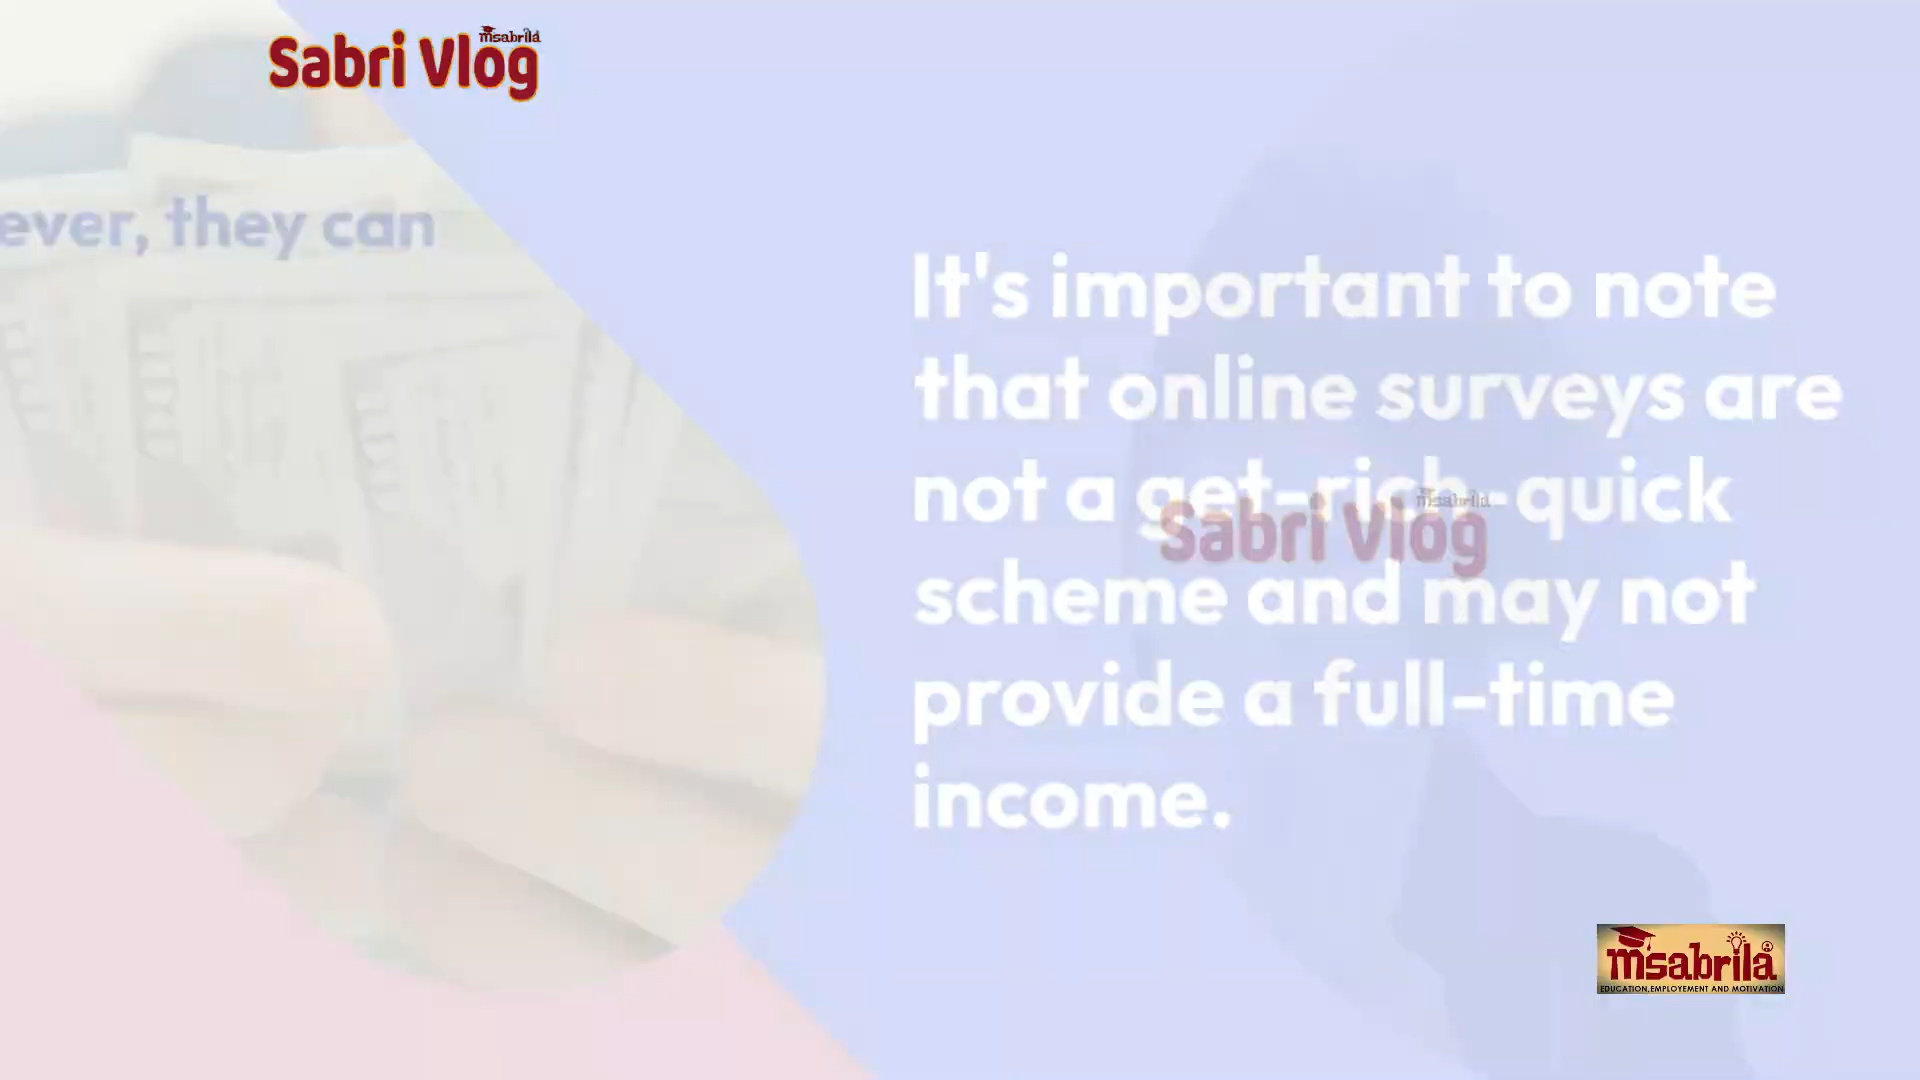 msabrila
Sabri Vlog
ever, they can
It's important to note
that online surveys are
not a get-rich-quick
scheme and may not
provide a full-time
income.
msabrila
Sabri Vlog
msabrila
EDUCATION,EMPLOYEMENT AND MOTIVATION